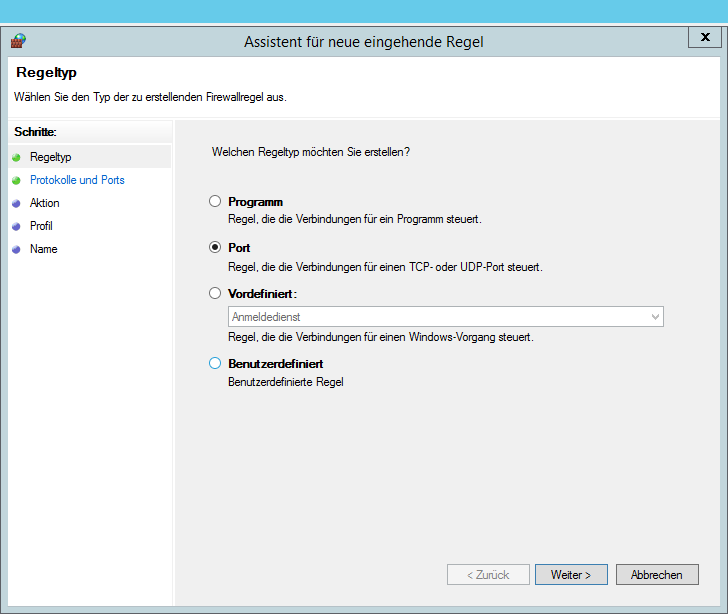 Assistent für neue eingehende Regel
x
Regeltyp
Wählen Sie den Typ der zu erstellenden Firewallregel aus.
Schritte:
Regeltyp
Protokolle und Ports
Aktion
Profil
Name
Welchen Regeltyp möchten Sie erstellen?
Programm
Regel, die die Verbindungen für ein Programm steuert.
Port
Regel, die die Verbindungen für einen TCP- oder UDP-Port steuert.
Vordefiniert:
Anmeldedienst
Regel, die die Verbindungen für einen Windows-Vorgang steuert.
Benutzerdefiniert
Benutzerdefinierte Regel
< Zurück
Weiter >
Abbrechen